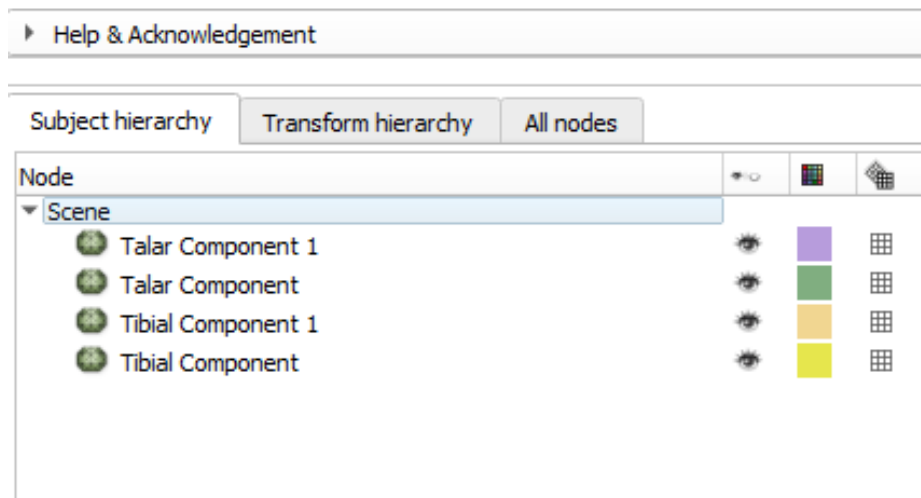 Help & Acknowledgement
Subject hierarchy Transform hierarchy All nodes
Node
Scene
Talar Component 1
Talar Component
Tibial Component 1
Tibial Component